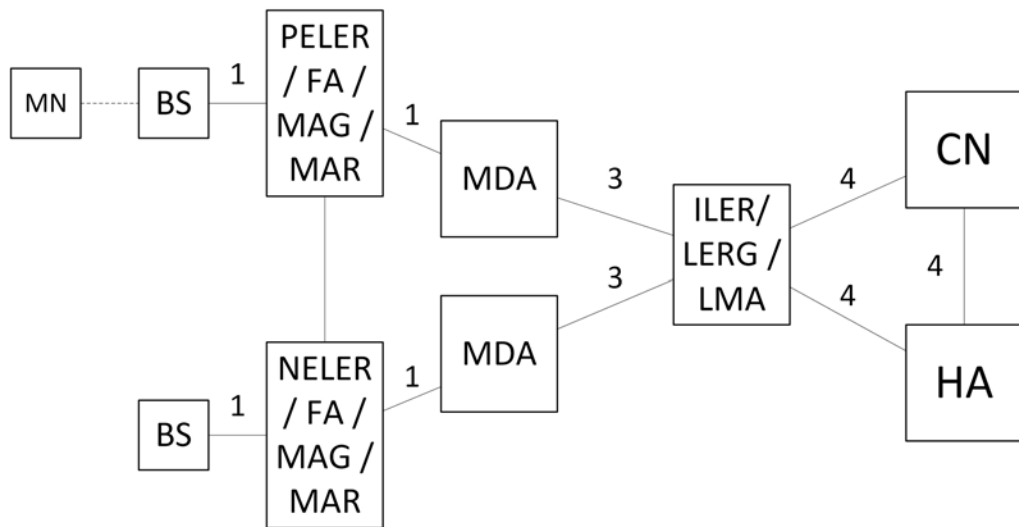 MN
BS
1
PELER
/ FA /
MAG /
MAR
1
MDA
3
ILER/
LERG /
LMA
4
CN
4
4
HA
3
MDA
1
NELER
/ FA /
MAG /
MAR
1
BS